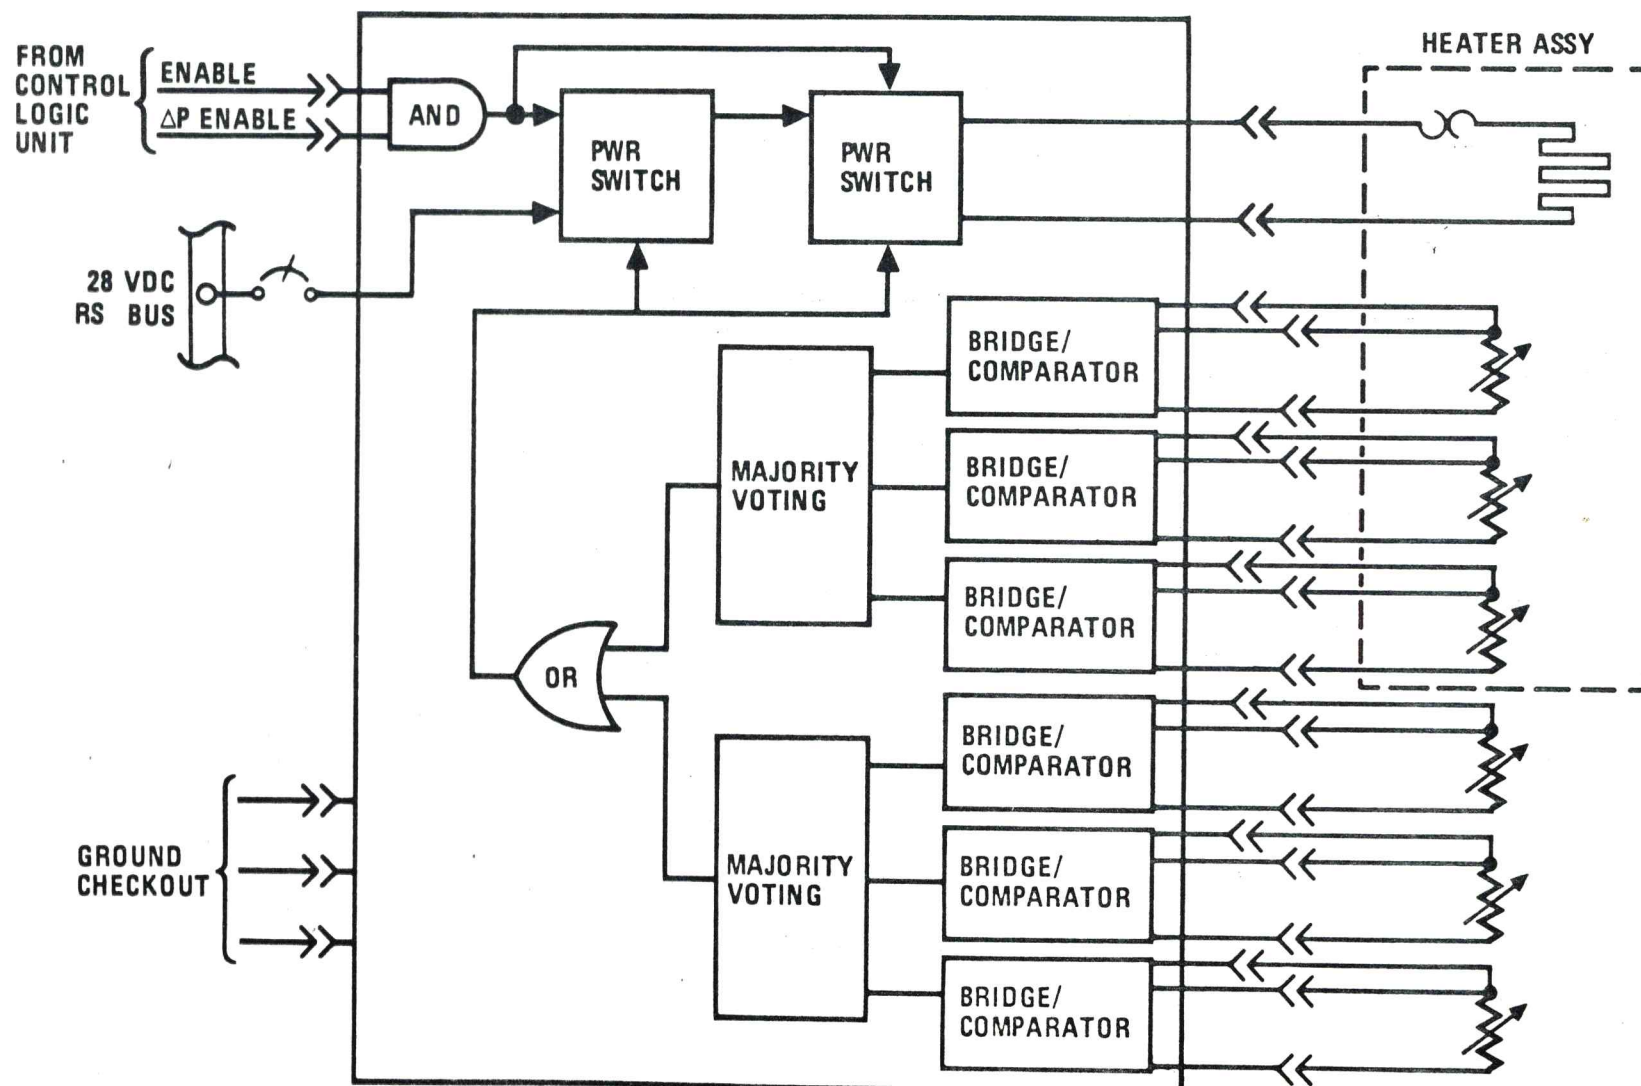 HEATER ASSY
FROM
CONTROL
LOGIC
UNIT
ENABLE
ΔP ENABLE
AND
PWR
SWITCH
PWR
SWITCH
28 VDC
RS BUS
BRIDGE/
COMPARATOR
MAJORITY
VOTING
BRIDGE/
COMPARATOR
BRIDGE/
COMPARATOR
OR
BRIDGE/
COMPARATOR
GROUND
CHECKOUT
MAJORITY
VOTING
BRIDGE/
COMPARATOR
BRIDGE/
COMPARATOR